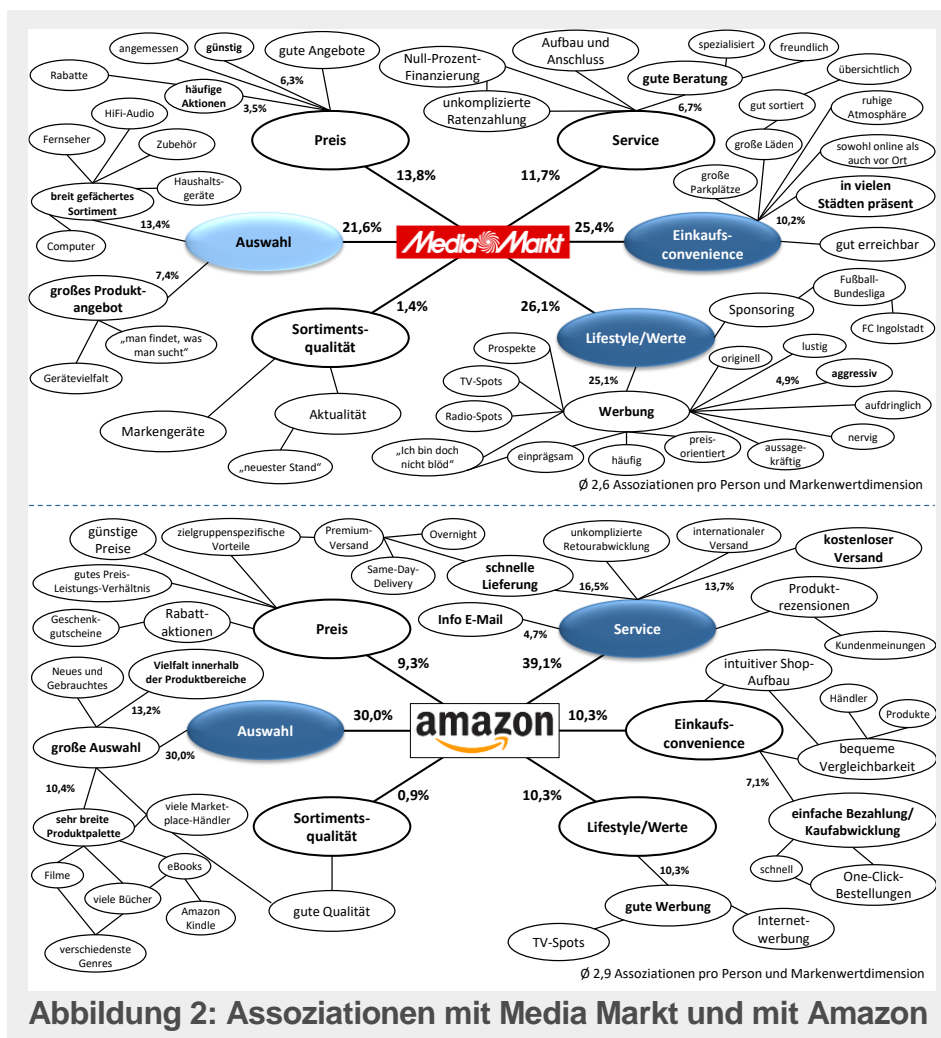 angemessen
günstig
gute Angebote
Rabatte
6,3%
häufige
Aktionen
3,5%
Preis
13,8%
Null-Prozent-
Finanzierung
Aufbau und
Anschluss
spezialisiert
freundlich
gute Beratung
unkomplizierte
Ratenzahlung
6,7%
Service
11,7%
übersichtlich
gut sortiert
ruhige
Atmosphäre
große Läden
sowohl online als
auch vor Ort
große
Parkplätze
in vielen
Städten präsent
10,2%
gut erreichbar
Einkaufs-
convenience
25,4%
HiFi-Audio
Fernseher
Zubehör
breit gefächertes
Sortiment
Haushalts-
geräte
13,4%
Computer
Auswahl
21,6%
Media Markt
7,4%
großes Produkt-
angebot
„man findet, was
man sucht“
Gerätevielfalt
1,4%
Sortiments-
qualität
Markengeräte
Aktualität
„neuester Stand“
26,1%
Lifestyle/Werte
Sponsoring
Fußball-
Bundesliga
FC Ingolstadt
Prospekte
TV-Spots
Radio-Spots
25,1%
Werbung
originell
lustig
4,9%
aggressiv
aufdringlich
nervig
„Ich bin doch
nicht blöd“
einprägsam
häufig
preis-
orientiert
aussage-
kräftig
Ø 2,6 Assoziationen pro Person und Markenwertdimension
günstige
Preise
zielgruppenspezifische
Vorteile
Premium-
Versand
Overnight
Same-Day-
Delivery
schnelle
Lieferung
unkomplizierte
Retourabwicklung
internationaler
Versand
kostenloser
Versand
16,5%
13,7%
gutes Preis-
Leistungs-Verhältnis
Geschenk-
gutscheine
Rabatt-
aktionen
Preis
9,3%
Info E-Mail
4,7%
Service
39,1%
Produkt-
rezensionen
Kundenmeinungen
Neues und
Gebrauchtes
Vielfalt innerhalb
der Produktbereiche
13,2%
große Auswahl
30,0%
Auswahl
30,0%
amazon
10,3%
Einkaufs-
convenience
intuitiver Shop-
Aufbau
Händler
Produkte
bequeme
Vergleichbarkeit
7,1%
einfache Bezahlung/
Kaufabwicklung
schnell
One-Click-
Bestellungen
10,4%
sehr breite
Produktpalette
viele Market-
place-Händler
Filme
eBooks
viele Bücher
Amazon
Kindle
verschiedenste
Genres
0,9%
Sortiments-
qualität
gute Qualität
10,3%
Lifestyle/Werte
10,3%
gute Werbung
TV-Spots
Internet-
werbung
Ø 2,9 Assoziationen pro Person und Markenwertdimension
Abbildung 2: Assoziationen mit Media Markt und mit Amazon